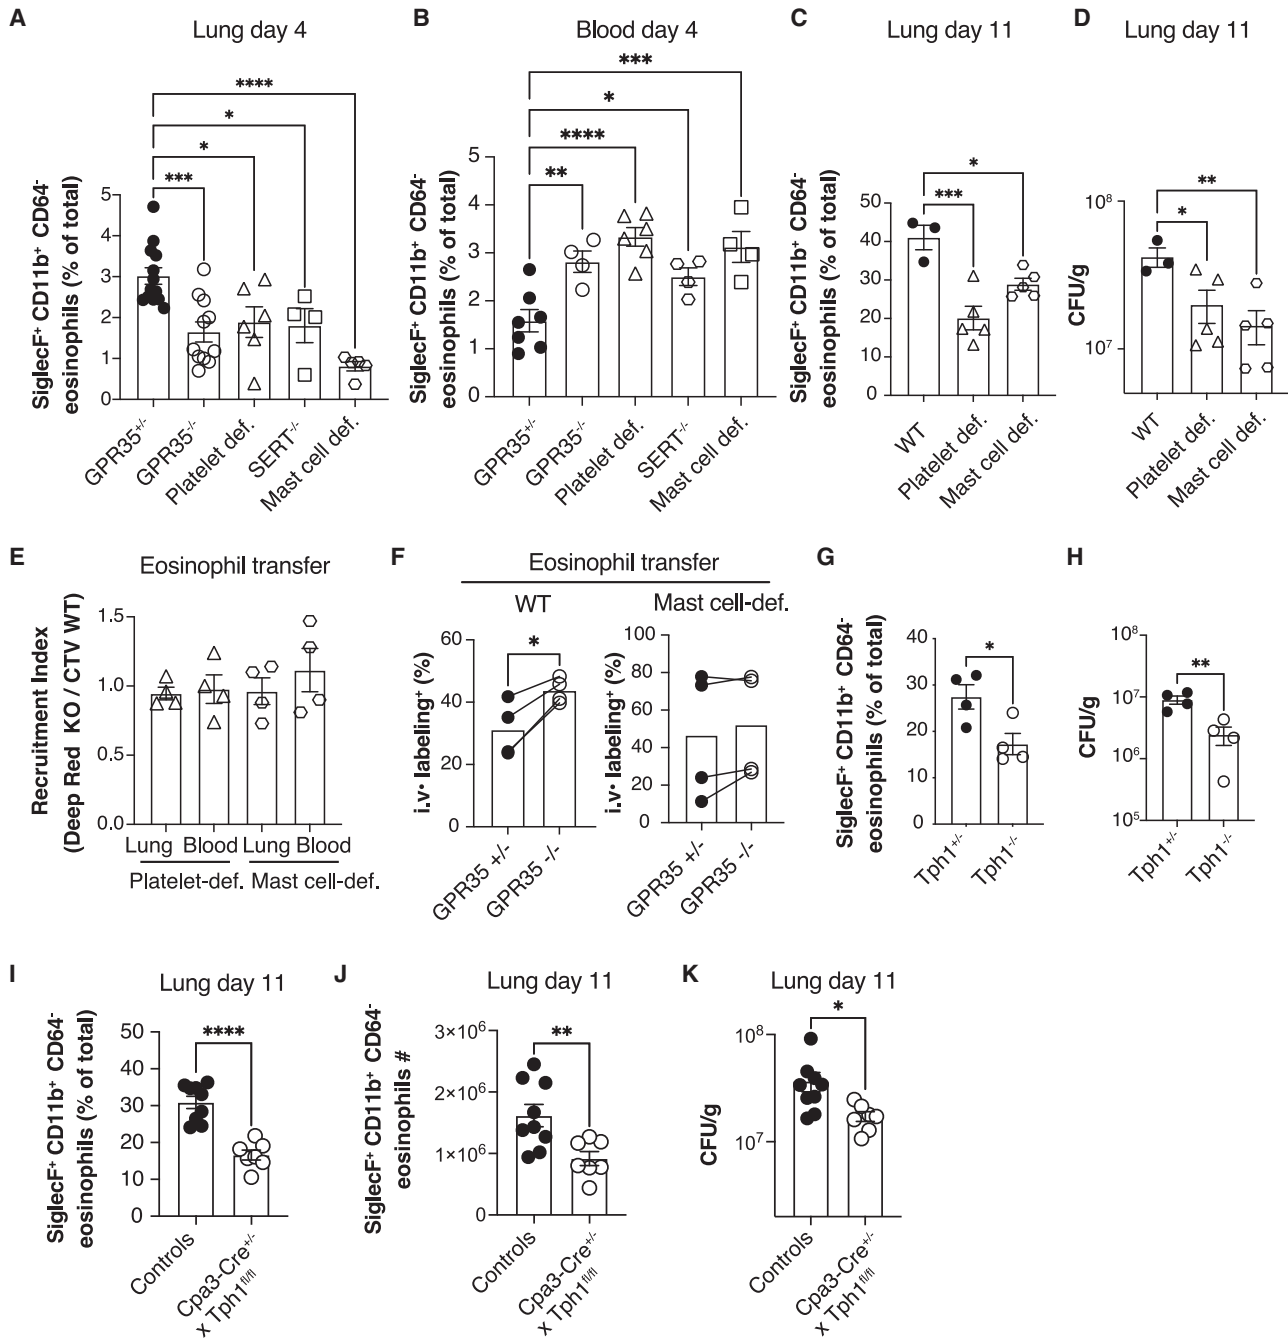 A
Lung day 4
****
*
*
***
SiglecF⁺ CD11b⁺ CD64⁻
eosinophils (% of total)
5
4
3
2
1
0
GPR35⁺/⁻
GPR35⁻/⁻
Platelet def.
SERT⁻/⁻
Mast cell def.
B
Blood day 4
***
*
****
**
SiglecF⁺ CD11b⁺ CD64⁻
eosinophils (% of total)
5
4
3
2
1
0
GPR35⁺/⁻
GPR35⁻/⁻
Platelet def.
SERT⁻/⁻
Mast cell def.
C
Lung day 11
*
***
SiglecF⁺ CD11b⁺ CD64⁻
eosinophils (% of total)
50
40
30
20
10
0
WT
Platelet def.
Mast cell def.
D
Lung day 11
**
*
CFU/g
10⁸
10⁷
WT
Platelet def.
Mast cell def.
E
Eosinophil transfer
Recruitment Index
(Deep Red KO / CTV WT)
1.5
1.0
0.5
0.0
Lung Blood Lung Blood
Platelet-def. Mast cell-def.
F
Eosinophil transfer
WT
*
i.v. labeling⁺ (%)
60
40
20
0
GPR35 +/-
GPR35 -/-
Mast cell-def.
i.v. labeling⁺ (%)
100
80
60
40
20
0
GPR35 +/-
GPR35 -/-
G
*
SiglecF⁺ CD11b⁺ CD64⁻
eosinophils (% of total)
40
30
20
10
0
Tph1⁺/⁻
Tph1⁻/⁻
H
**
CFU/g
10⁸
10⁷
10⁶
10⁵
Tph1⁺/⁻
Tph1⁻/⁻
I
Lung day 11
****
SiglecF⁺ CD11b⁺ CD64⁻
eosinophils (% of total)
50
40
30
20
10
0
Controls
Cpa3-Cre⁺/⁻
x Tph1ᶠˡ/ᶠˡ
J
Lung day 11
**
SiglecF⁺ CD11b⁺ CD64⁻
eosinophils #
3×10⁶
2×10⁶
1×10⁶
0
Controls
Cpa3-Cre⁺/⁻
x Tph1ᶠˡ/ᶠˡ
K
Lung day 11
*
CFU/g
10⁸
10⁷
Controls
Cpa3-Cre⁺/⁻
x Tph1ᶠˡ/ᶠˡ